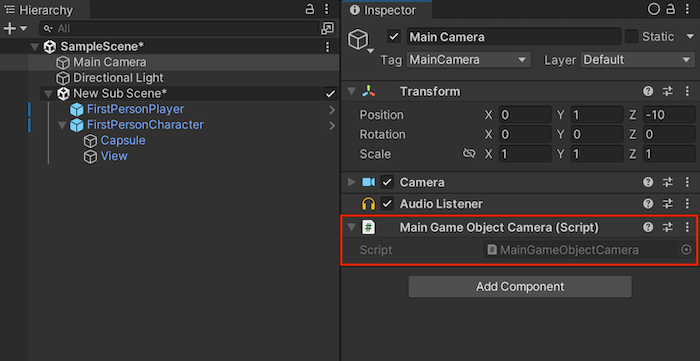 Hierarchy
All
SampleScene*
Main Camera
Directional Light
New Sub Scene*
FirstPersonPlayer
FirstPersonCharacter
Capsule
View
Inspector
Main Camera Static
Tag MainCamera Layer Default
Transform
Position X 0 Y 1 Z -10
Rotation X 0 Y 0 Z 0
Scale X 1 Y 1 Z 1
Camera
Audio Listener
# Main Game Object Camera (Script)
Script # MainGameObjectCamera
Add Component